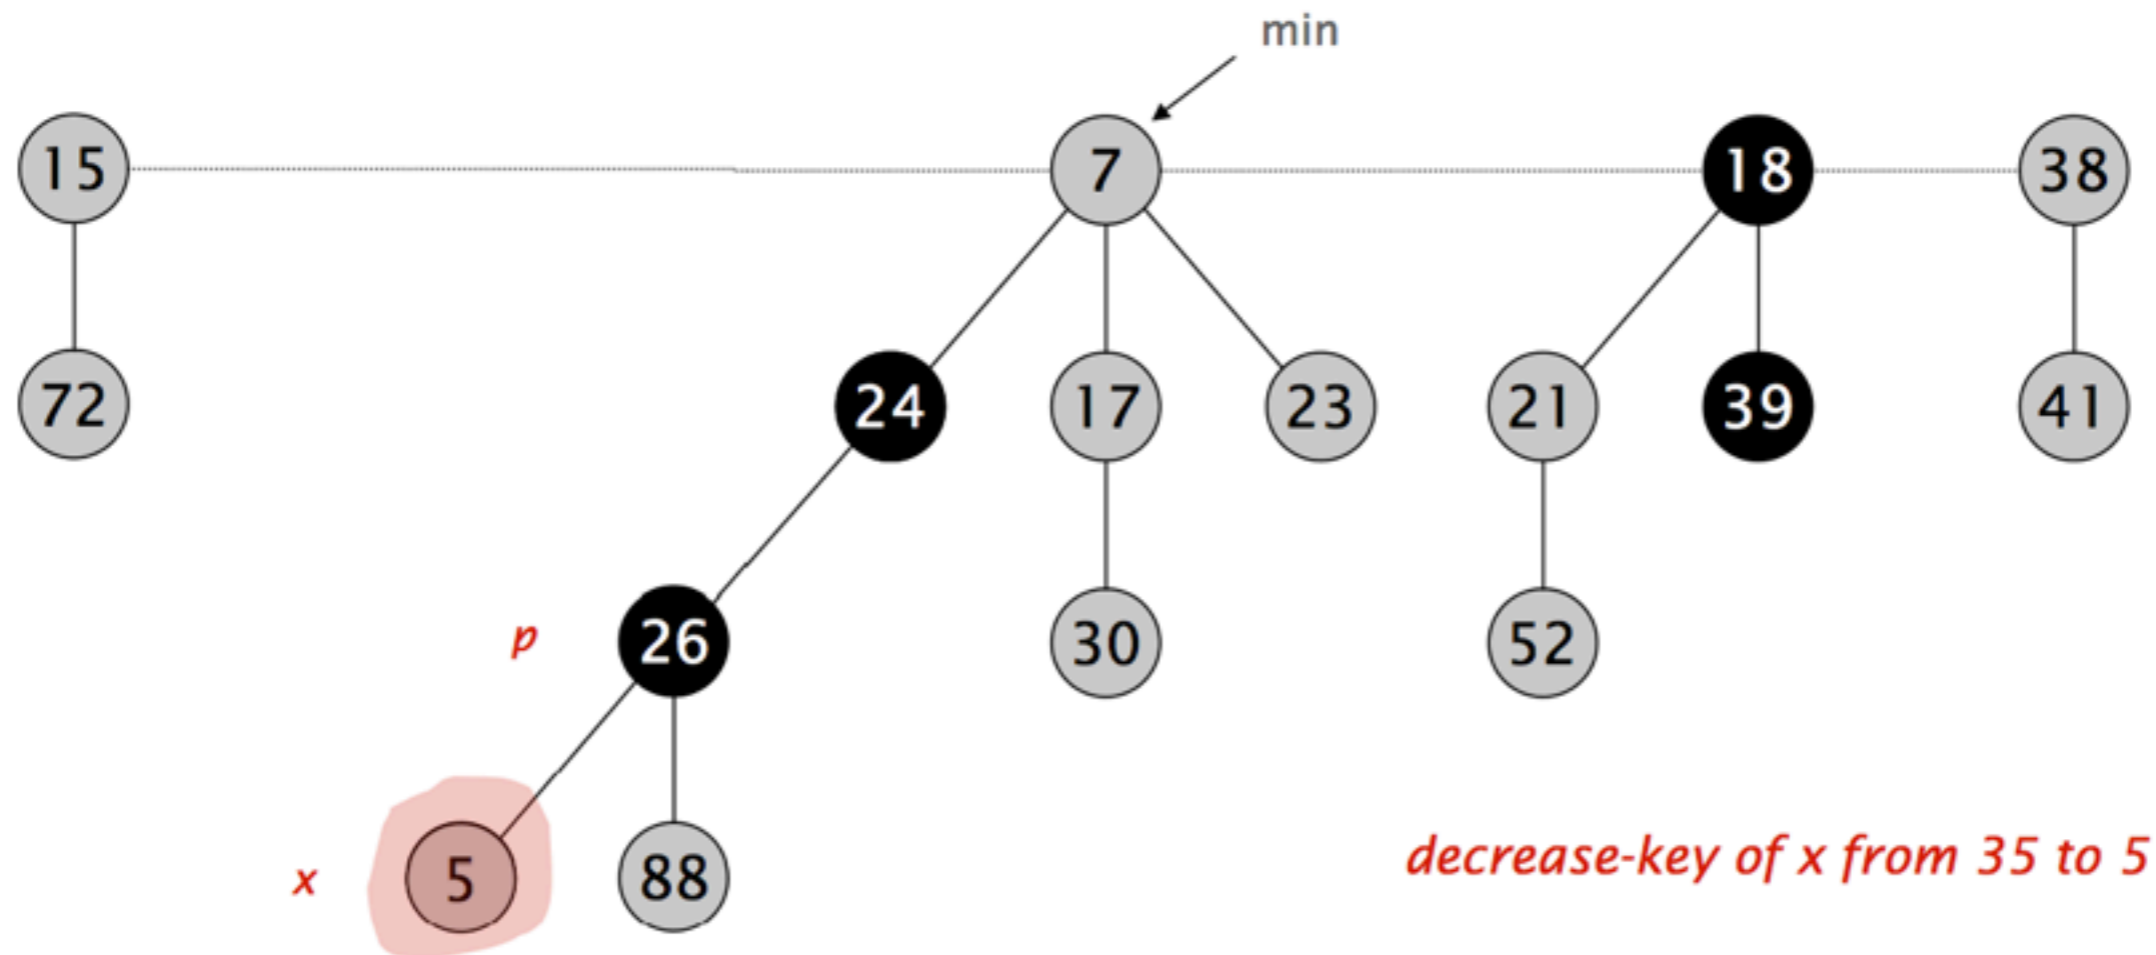 min
15 7 18 38
72 24 17 23 21 39 41
p 26 30 52
x 5 88 decrease-key of x from 35 to 5